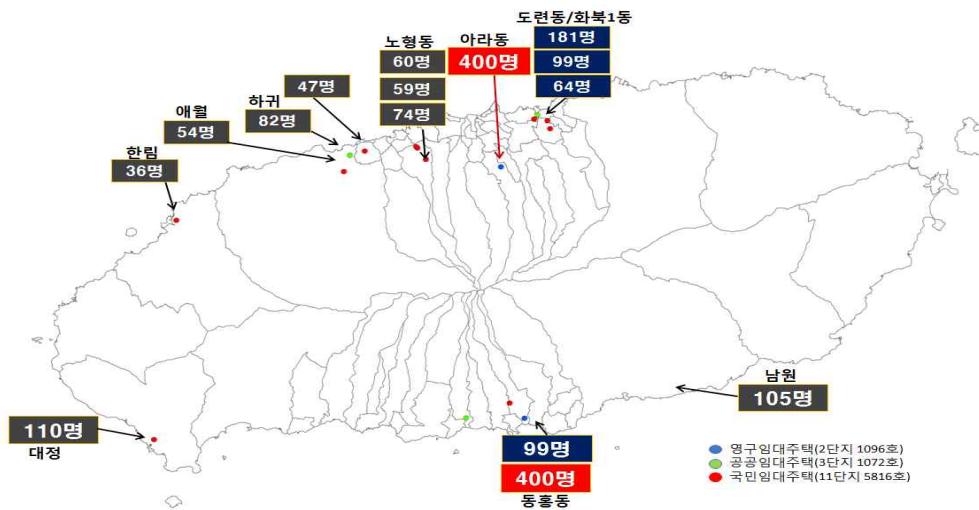 도련동/화북1동
181명
99명
64명
노형동
60명
59명
74명
아라동
400명
47명
하귀
82명
애월
54명
한림
36명
남원
105명
110명
대정
99명
400명
동홍동
영구임대주택(2단지 1096호)
공공임대주택(3단지 1072호)
국민임대주택(11단지 5816호)